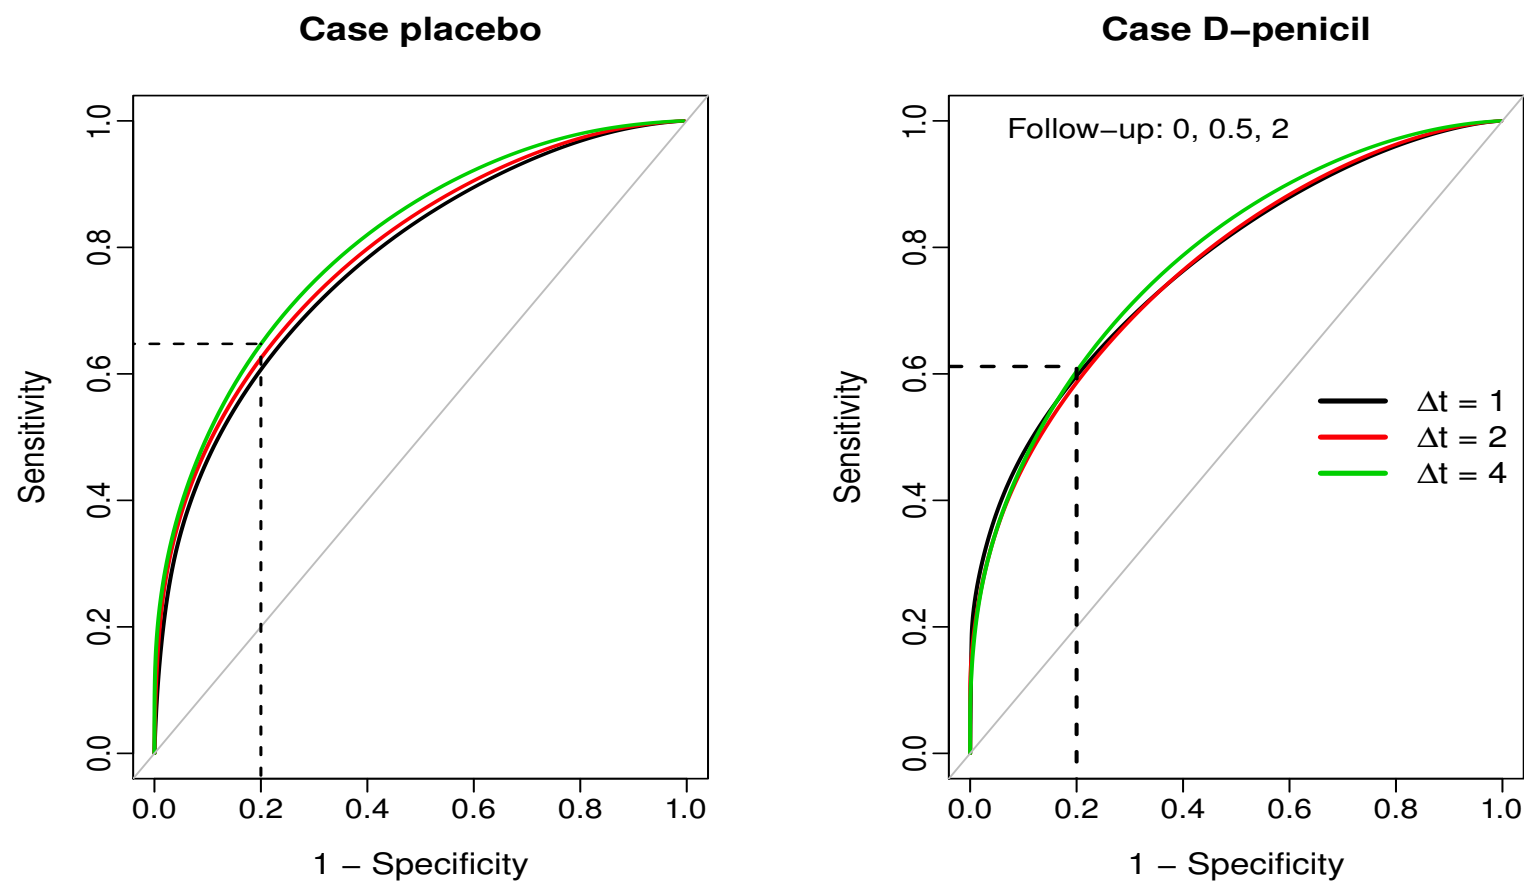 Case placebo
Sensitivity
1.0
0.8
0.6
0.4
0.2
0.0
0.0 0.2 0.4 0.6 0.8 1.0
1 − Specificity
Case D−penicil
Follow−up: 0, 0.5, 2
Sensitivity
1.0
0.8
0.6
0.4
0.2
0.0
Δt = 1
Δt = 2
Δt = 4
0.0 0.2 0.4 0.6 0.8 1.0
1 − Specificity